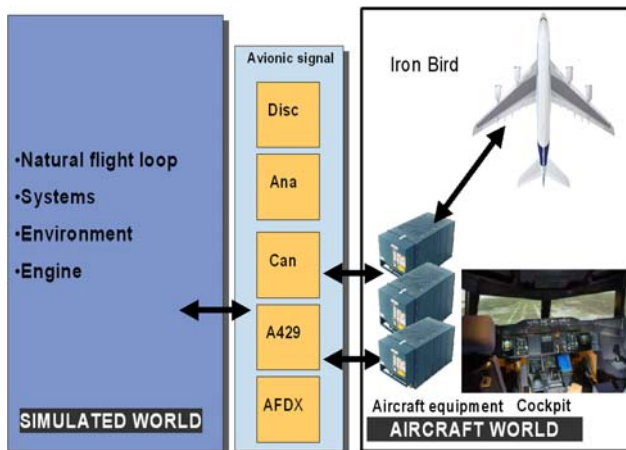 •Natural flight loop
•Systems
•Environment
•Engine
SIMULATED WORLD
Avionic signal
Disc
Ana
Can
A429
AFDX
Iron Bird
Aircraft equipment
Cockpit
AIRCRAFT WORLD